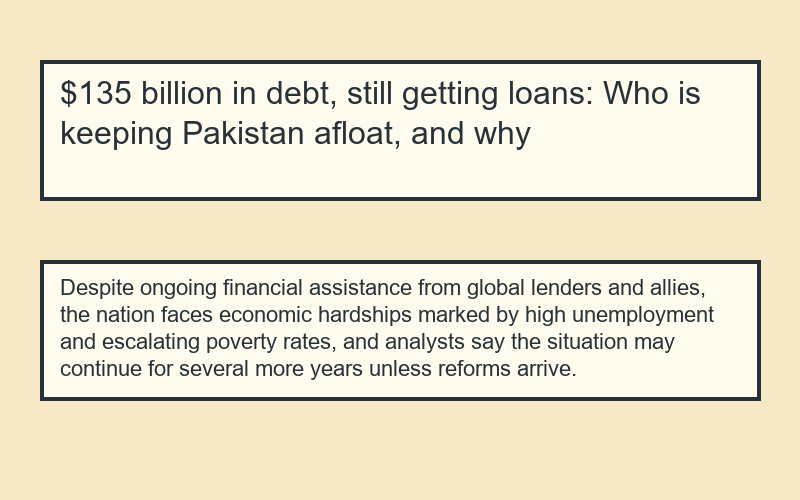 $135 billion in debt, still getting loans: Who is
keeping Pakistan afloat, and why
Despite ongoing financial assistance from global lenders and allies,
the nation faces economic hardships marked by high unemployment
and escalating poverty rates, and analysts say the situation may
continue for several more years unless reforms arrive.